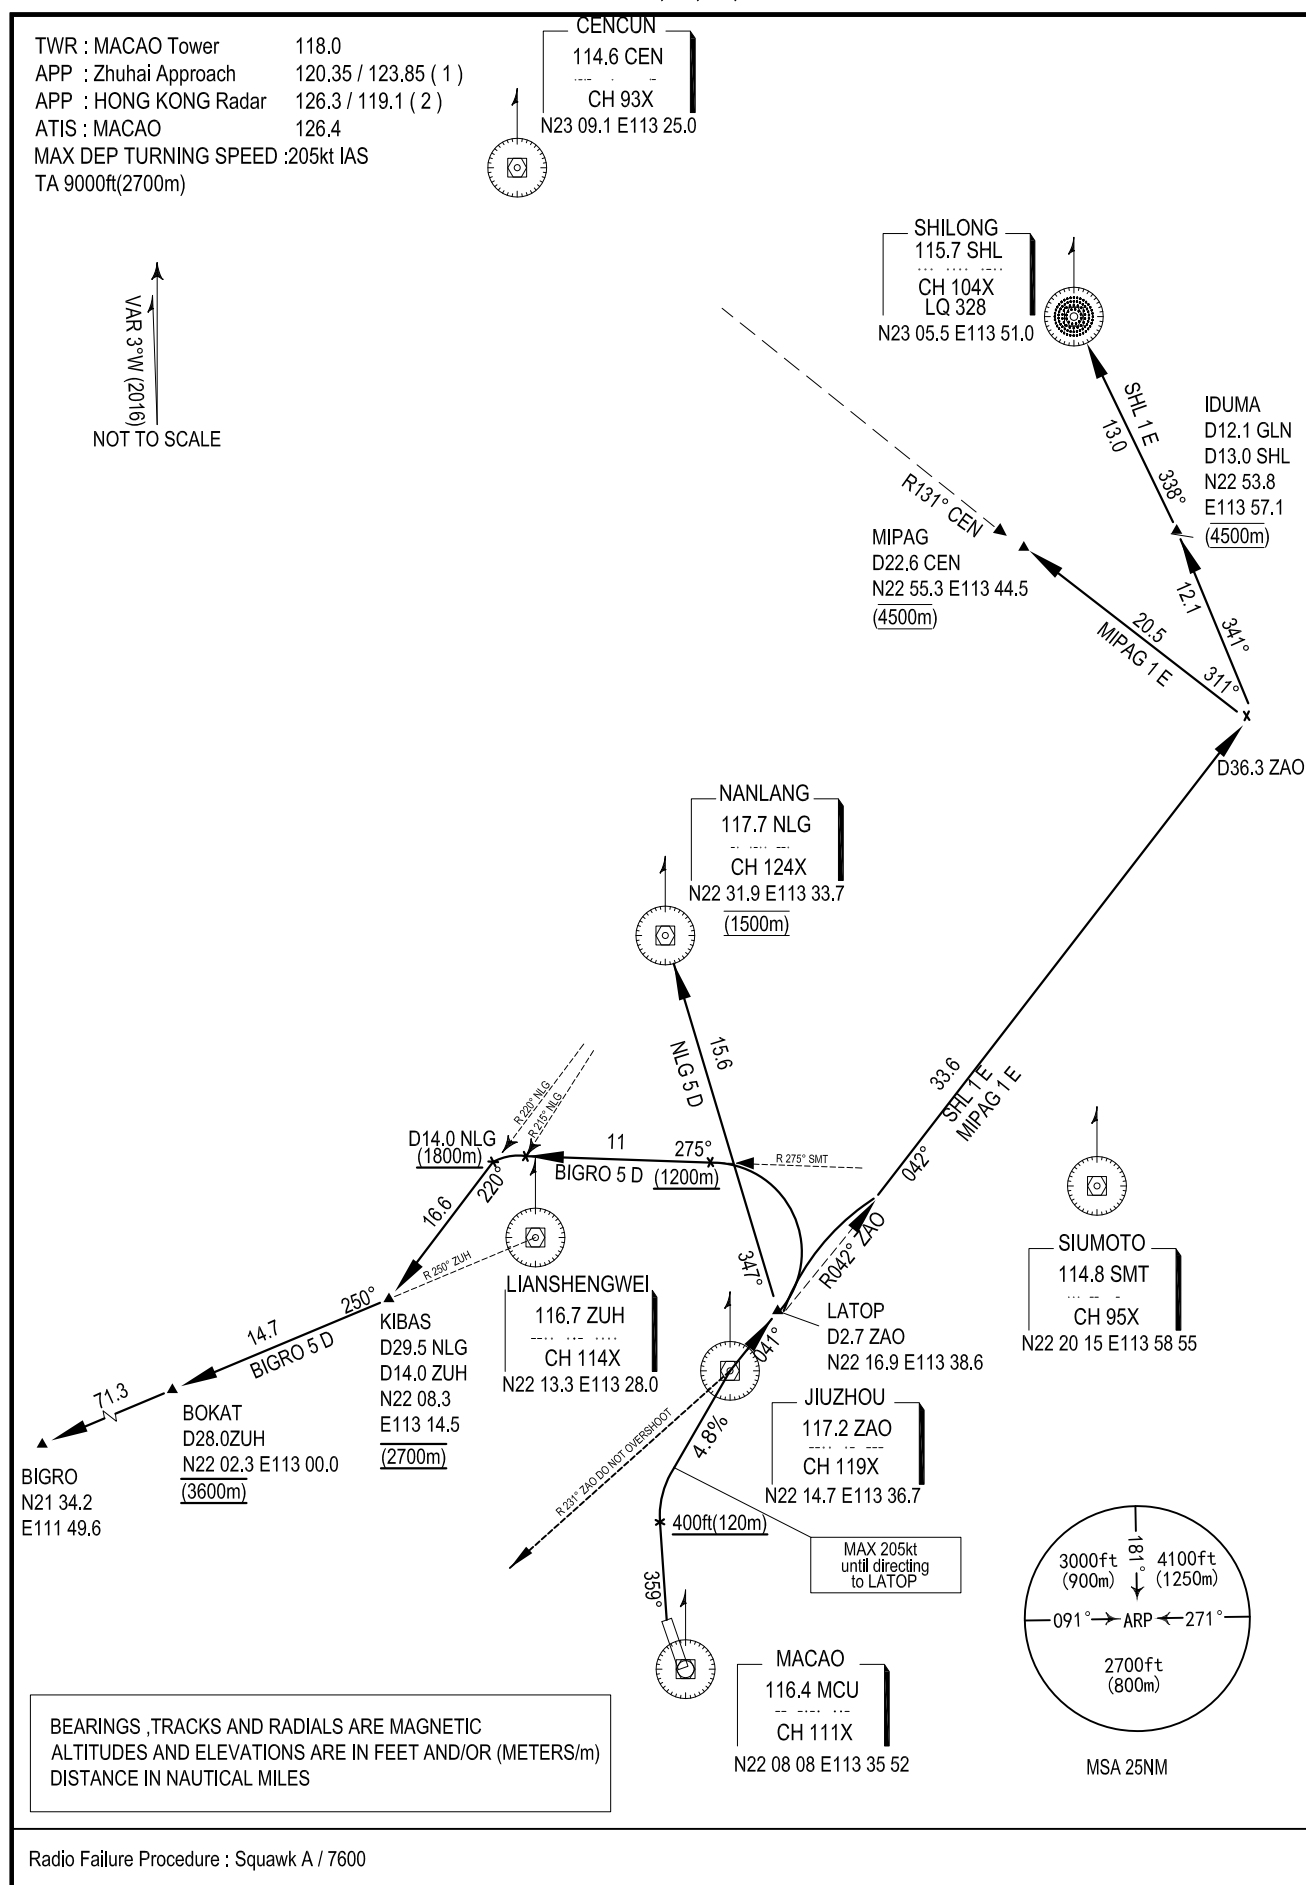 TWR : MACAO Tower 118.0
APP : Zhuhai Approach 120.35 / 123.85 ( 1 )
APP : HONG KONG Radar 126.3 / 119.1 ( 2 )
ATIS : MACAO 126.4
MAX DEP TURNING SPEED :205kt IAS
TA 9000ft(2700m)
CENCUN
114.6 CEN
CH 93X
N23 09.1 E113 25.0
VAR 3°W (2016)
NOT TO SCALE
SHILONG
115.7 SHL
CH 104X
LQ 328
N23 05.5 E113 51.0
SHL 1 E
13.0
338°
IDUMA
D12.1 GLN
D13.0 SHL
N22 53.8
E113 57.1
(4500m)
R131° CEN
MIPAG
D22.6 CEN
N22 55.3 E113 44.5
(4500m)
12.1
341°
20.5
MIPAG 1 E
311°
D36.3 ZAO
NANLANG
117.7 NLG
CH 124X
N22 31.9 E113 33.7
(1500m)
15.6
NLG 5 D
347°
33.6
SHL 1 E
MIPAG 1 E
042°
R042° ZAO
R 220° NLG
R 215° NLG
D14.0 NLG
(1800m)
11
275°
BIGRO 5 D
(1200m)
R 275° SMT
220°
16.6
R 250° ZUH
250°
14.7
BIGRO 5 D
71.3
LIANSHENGWEI
116.7 ZUH
CH 114X
N22 13.3 E113 28.0
KIBAS
D29.5 NLG
D14.0 ZUH
N22 08.3
E113 14.5
(2700m)
BOKAT
D28.0ZUH
N22 02.3 E113 00.0
(3600m)
BIGRO
N21 34.2
E111 49.6
SIUMOTO
114.8 SMT
CH 95X
N22 20 15 E113 58 55
LATOP
D2.7 ZAO
N22 16.9 E113 38.6
041°
JIUZHOU
117.2 ZAO
CH 119X
N22 14.7 E113 36.7
4.8%
R 231° ZAO DO NOT OVERSHOOT
400ft(120m)
MAX 205kt
until directing
to LATOP
359°
MACAO
116.4 MCU
CH 111X
N22 08 08 E113 35 52
3000ft
(900m)
181°
4100ft
(1250m)
091° ARP 271°
2700ft
(800m)
MSA 25NM
BEARINGS ,TRACKS AND RADIALS ARE MAGNETIC
ALTITUDES AND ELEVATIONS ARE IN FEET AND/OR (METERS/m)
DISTANCE IN NAUTICAL MILES
Radio Failure Procedure : Squawk A / 7600